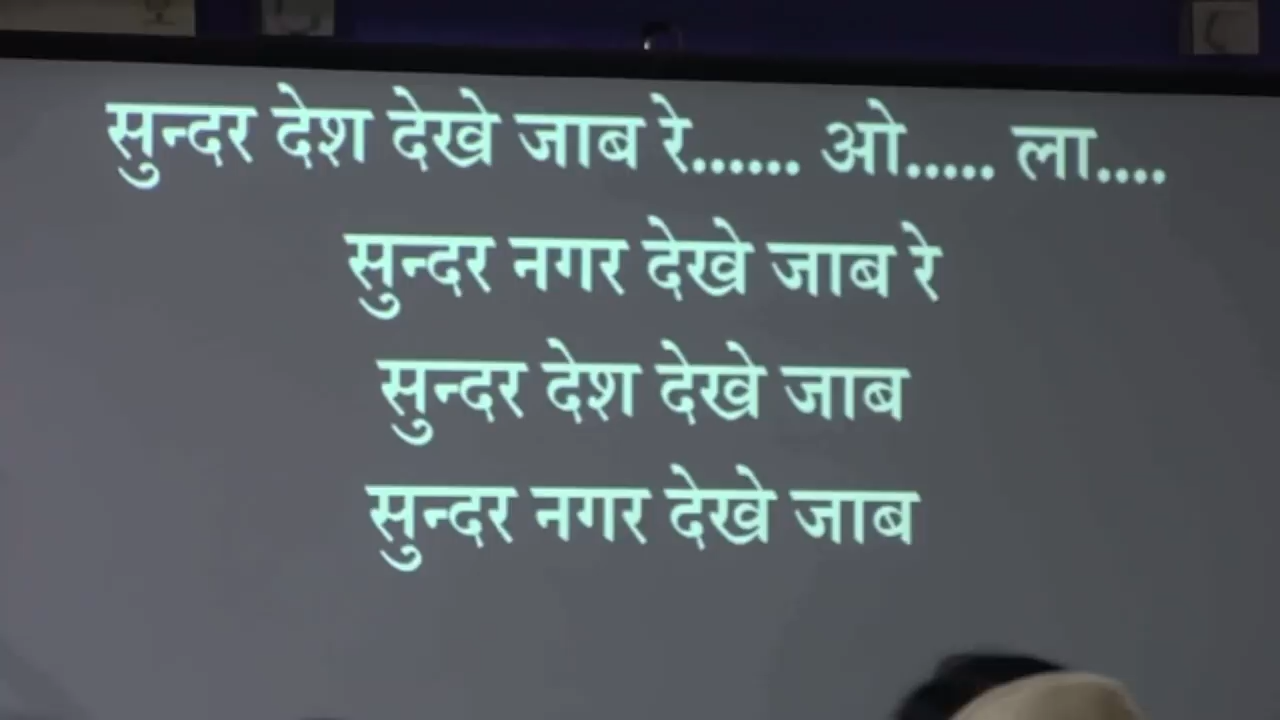 सुन्दर देश देखे जाब रे...... ओ..... ला....
सुन्दर नगर देखे जाब रे
सुन्दर देश देखे जाब
सुन्दर नगर देखे जाब